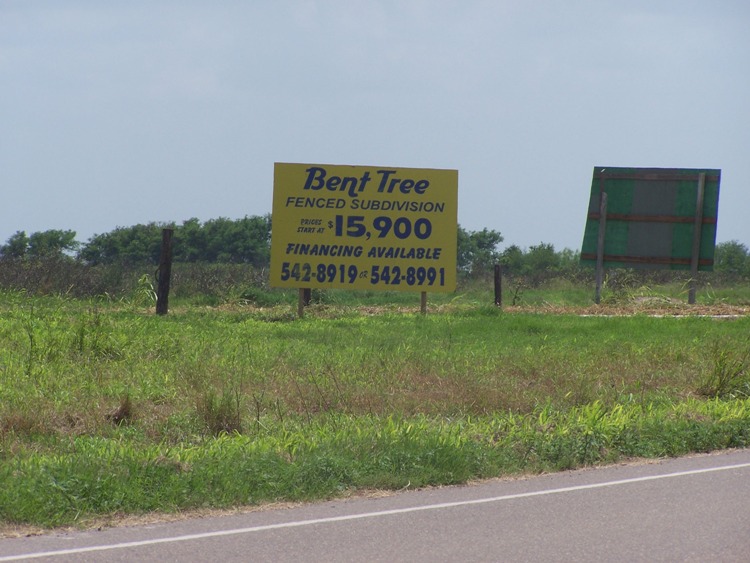 Bent Tree
FENCED SUBDIVISION
PRICES START AT $15,900
FINANCING AVAILABLE
542-8919 OR 542-8991